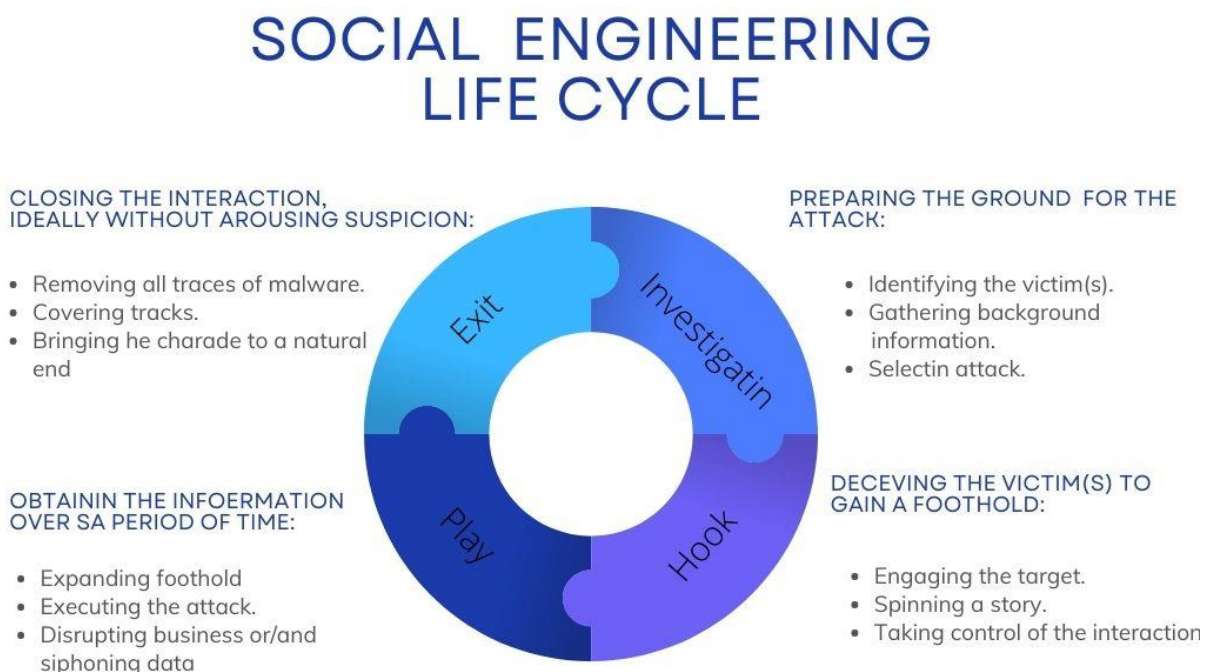 SOCIAL ENGINEERING
LIFE CYCLE
CLOSING THE INTERACTION,
IDEALLY WITHOUT AROUSING SUSPICION:
• Removing all traces of malware.
• Covering tracks.
• Bringing he charade to a natural
end
PREPARING THE GROUND FOR THE
ATTACK:
• Identifying the victim(s).
• Gathering background
information.
• Selectin attack.
Exit
Investigatin
Play
Hook
OBTAININ THE INFOERMATION
OVER SA PERIOD OF TIME:
• Expanding foothold
• Executing the attack.
• Disrupting business or/and
siphoning data
DECEVING THE VICTIM(S) TO
GAIN A FOOTHOLD:
• Engaging the target.
• Spinning a story.
• Taking control of the interaction